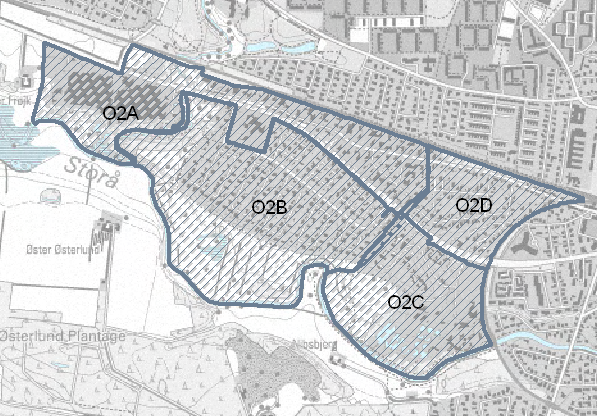 O2A
Storå
O2B
O2D
Øster Østerlund
O2C
Østerlund Plantage